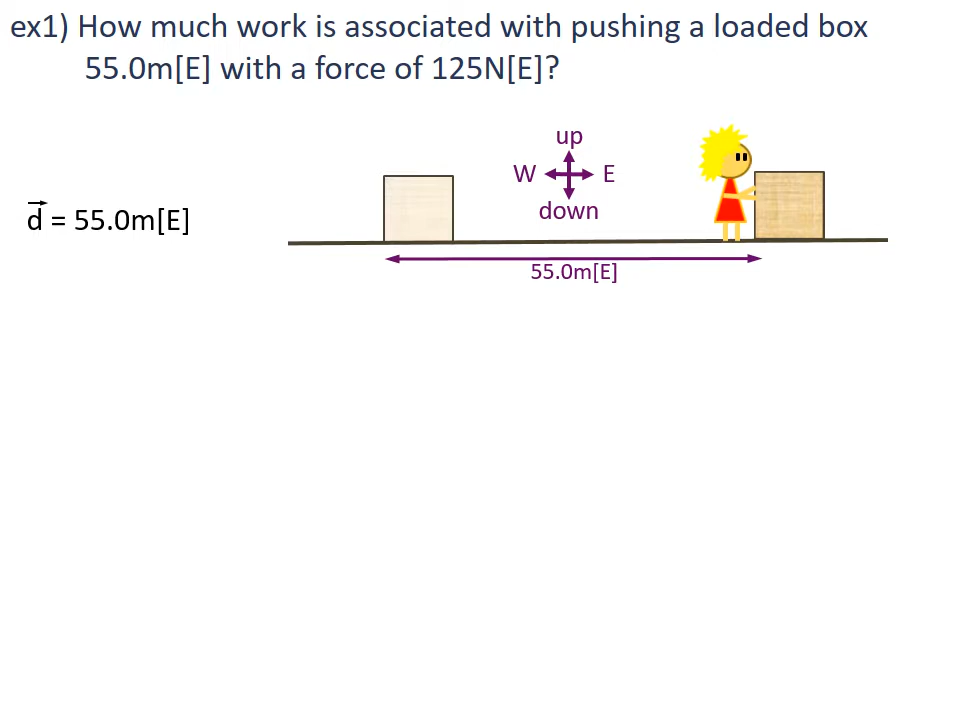 ex1) How much work is associated with pushing a loaded box
55.0m[E] with a force of 125N[E]?
up
W E
down
d⃗ = 55.0m[E]
55.0m[E]